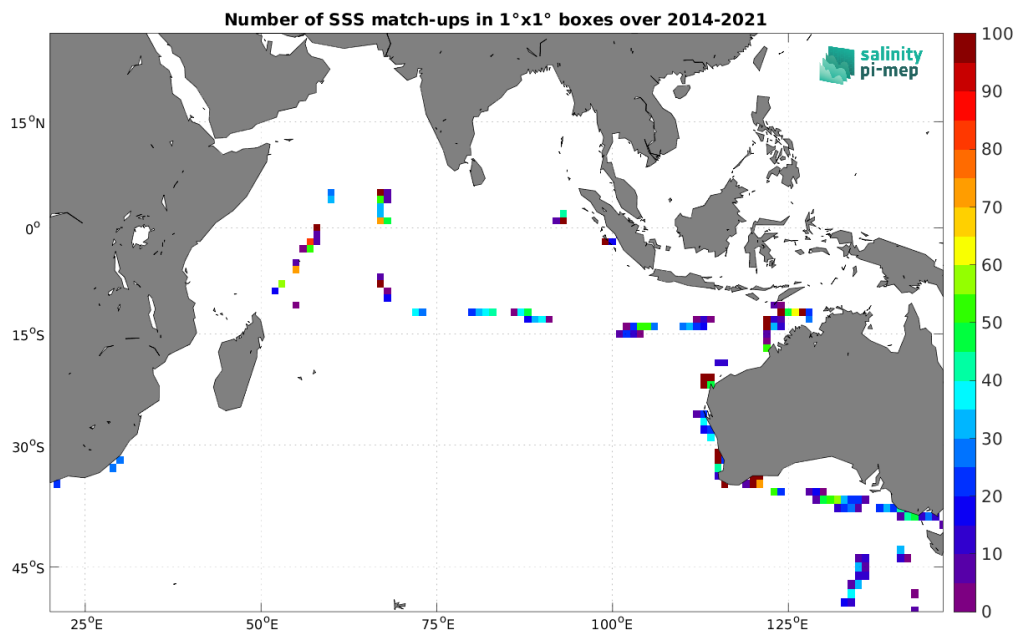 Number of SSS match-ups in 1°x1° boxes over 2014-2021
salinity
pi-mep
100
90
80
70
60
50
40
30
20
10
0
15°N
0°
15°S
30°S
45°S
25°E
50°E
75°E
100°E
125°E